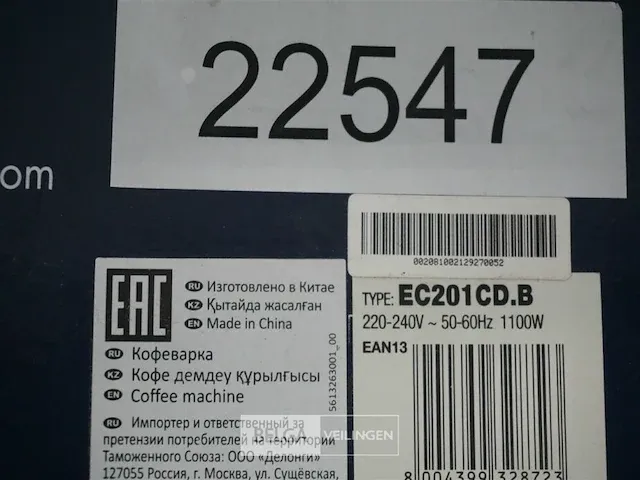 22547
om
002081002129270052
EAC
RU Изготовлено в Китае
KZ Қытайда жасалған
EN Made in China
RU Кофеварка
KZ Кофе демдеу құрылғысы
EN Coffee machine
5613263001_00
RU Импортер и ответственный за
претензии потребителей на территории
Таможенного Союза: ООО «Делонги»
127055 Россия, г. Москва, ул. Сущёвская,
TYPE: EC201CD.B
220-240V ~ 50-60Hz 1100W
EAN13
8 004399 328723
BELGA VEILINGEN